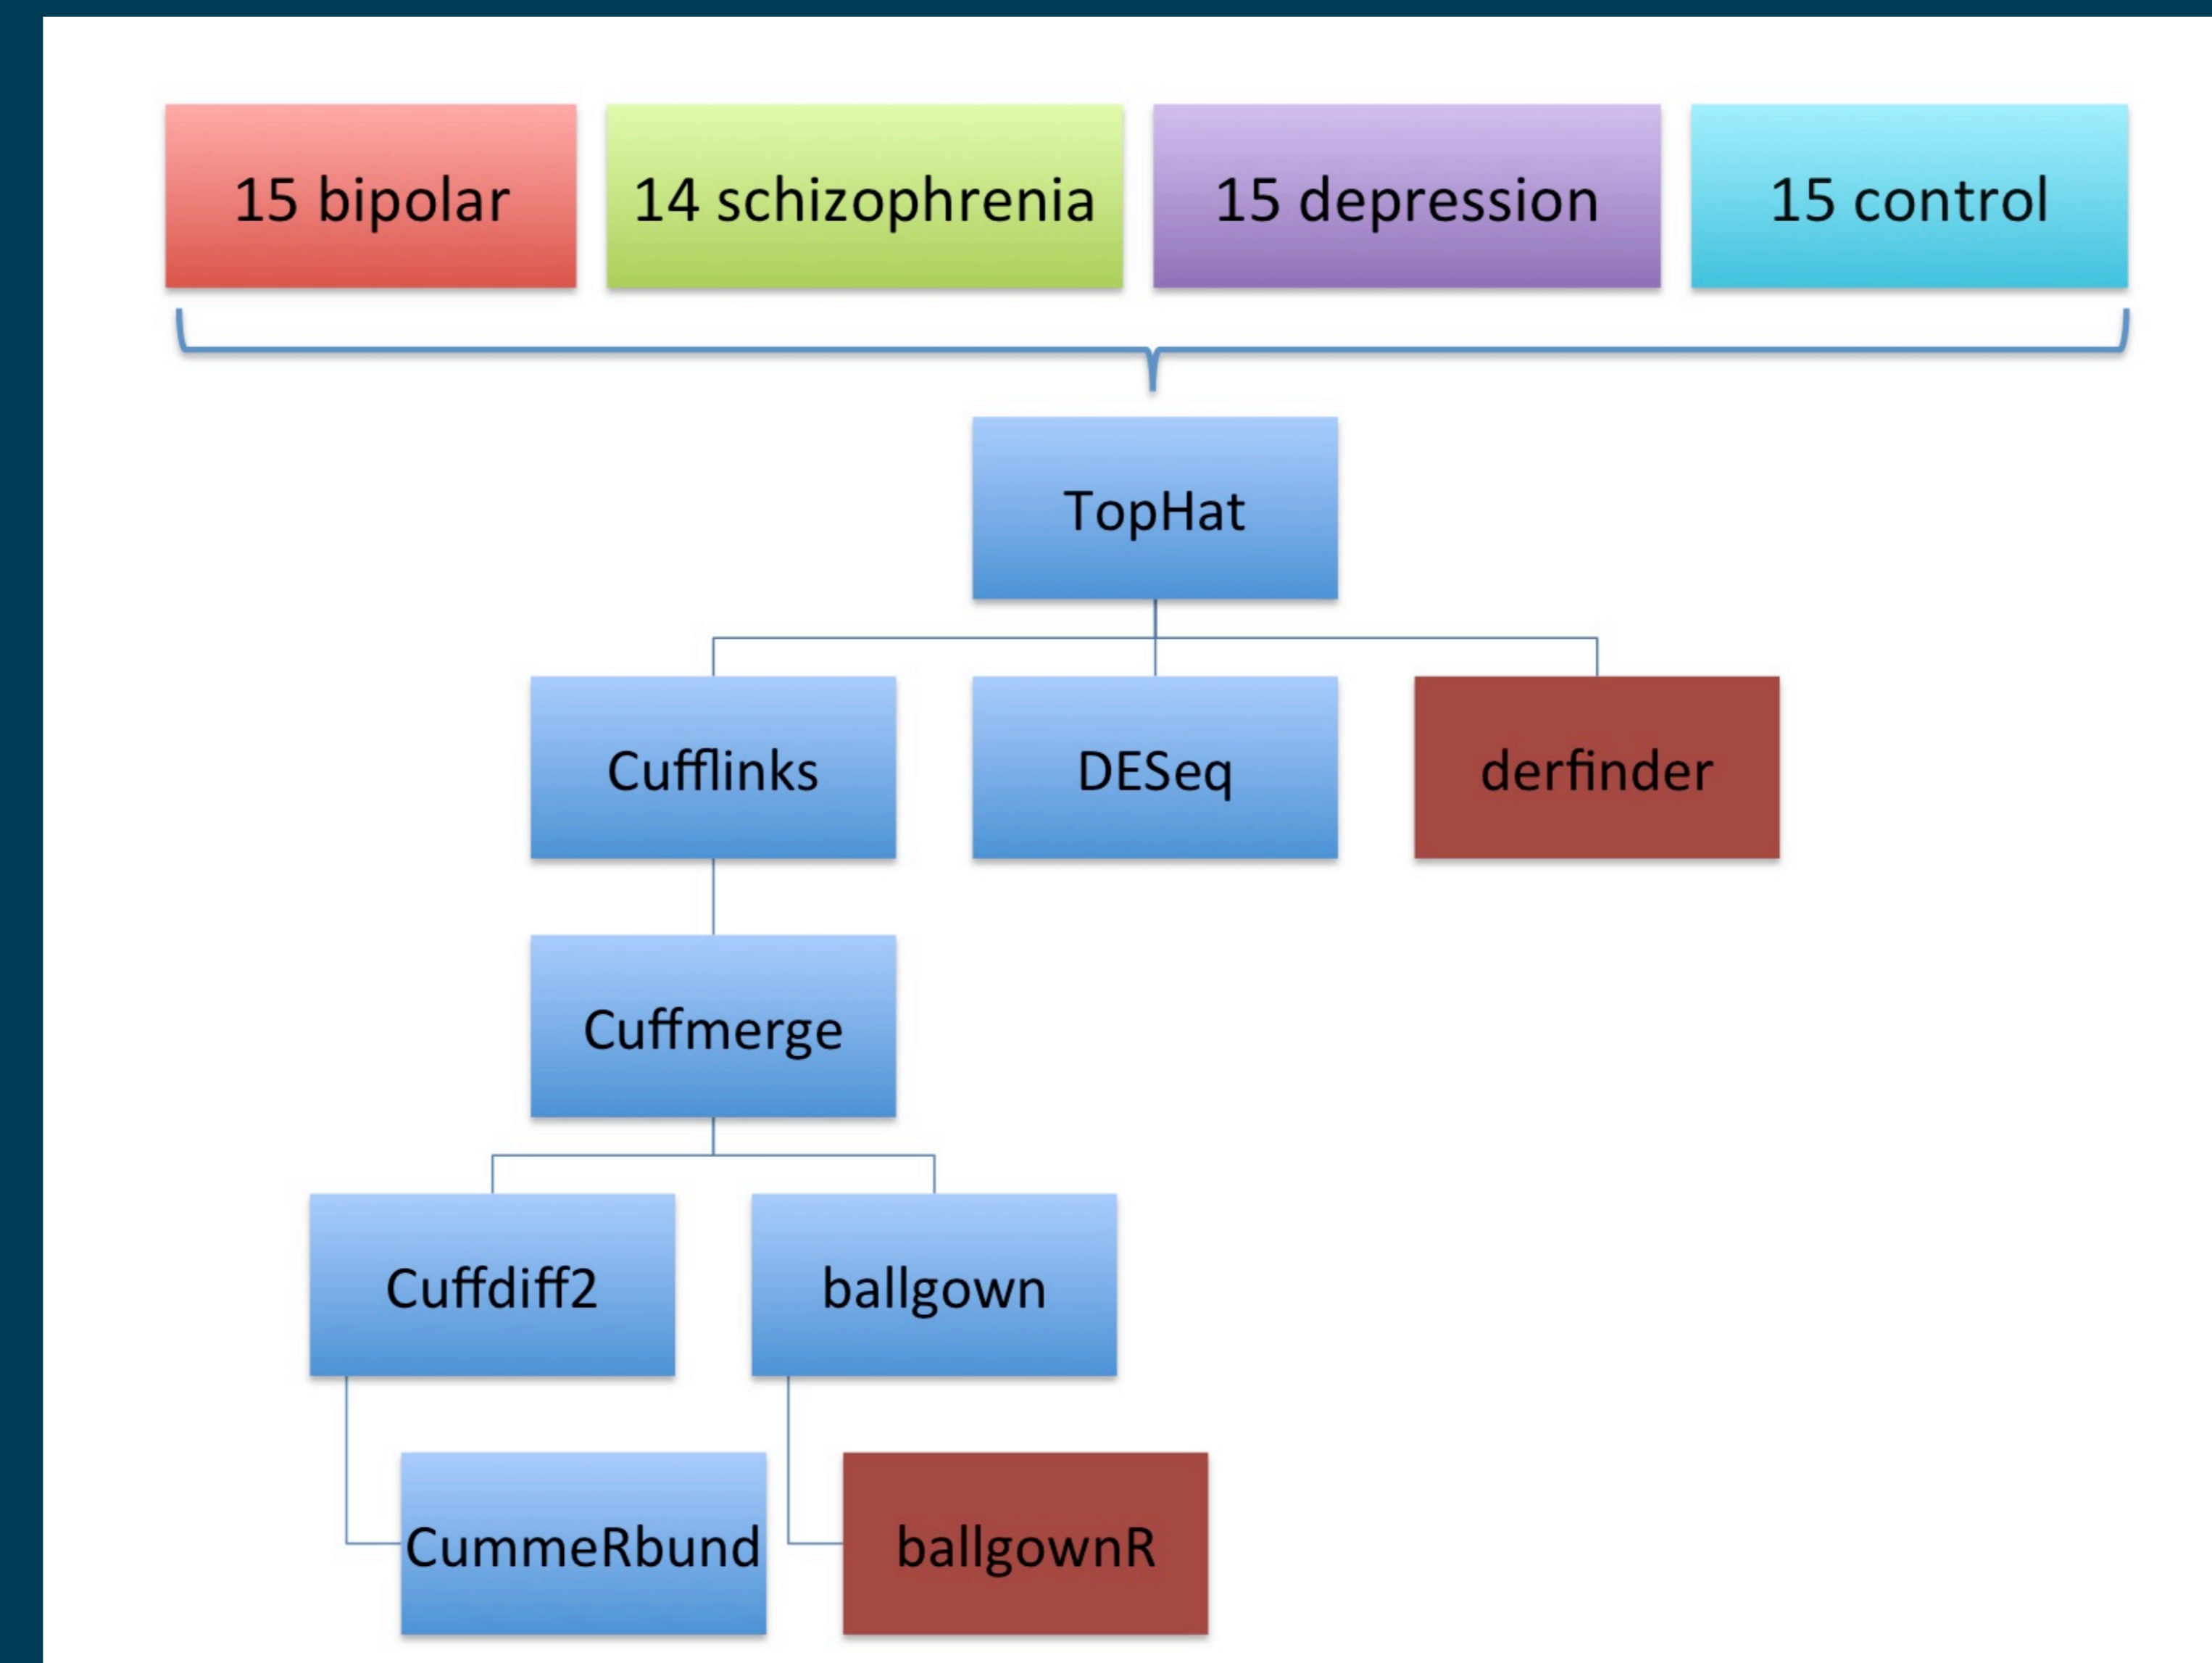 15 bipolar
14 schizophrenia
15 depression
15 control
TopHat
Cufflinks
DESeq
derfinder
Cuffmerge
Cuffdiff2
ballgown
CummeRbund
ballgownR